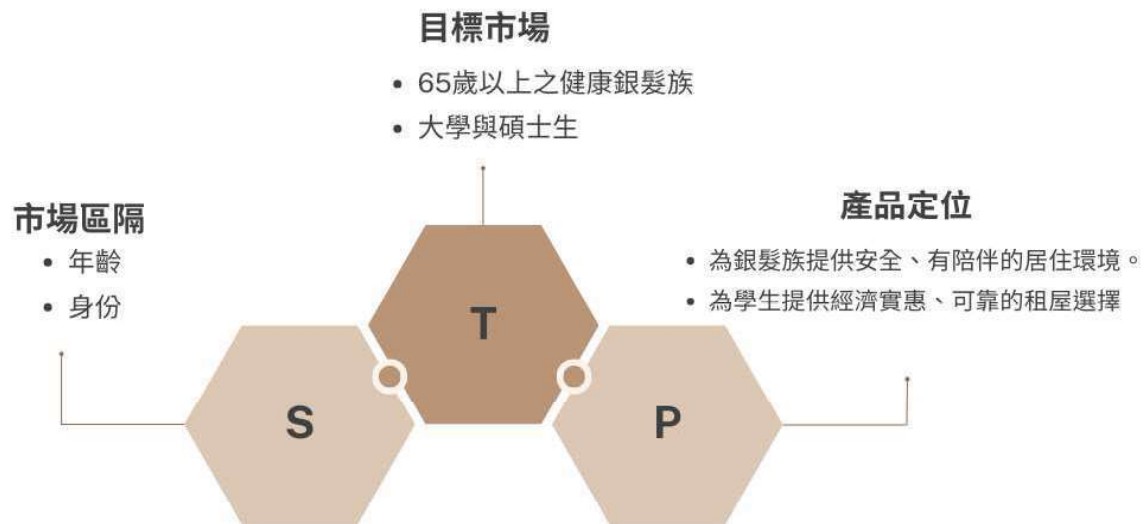 目標市場
• 65歲以上之健康銀髮族
• 大學與碩士生
市場區隔
• 年齡
• 身份
產品定位
• 為銀髮族提供安全、有陪伴的居住環境。
• 為學生提供經濟實惠、可靠的租屋選擇
S
T
P